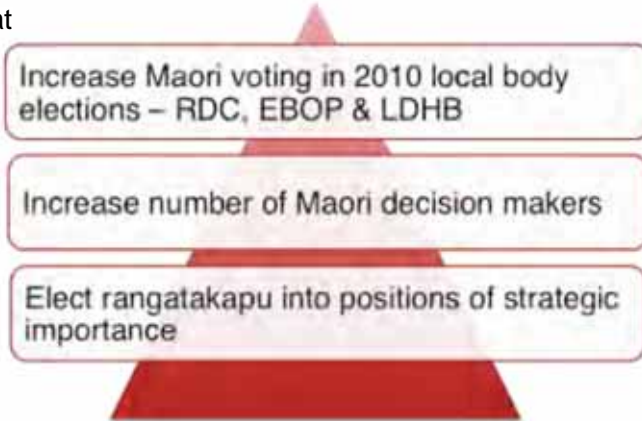 at
Increase Maori voting in 2010 local body
elections – RDC, EBOP & LDHB
Increase number of Maori decision makers
Elect rangatakapu into positions of strategic
importance